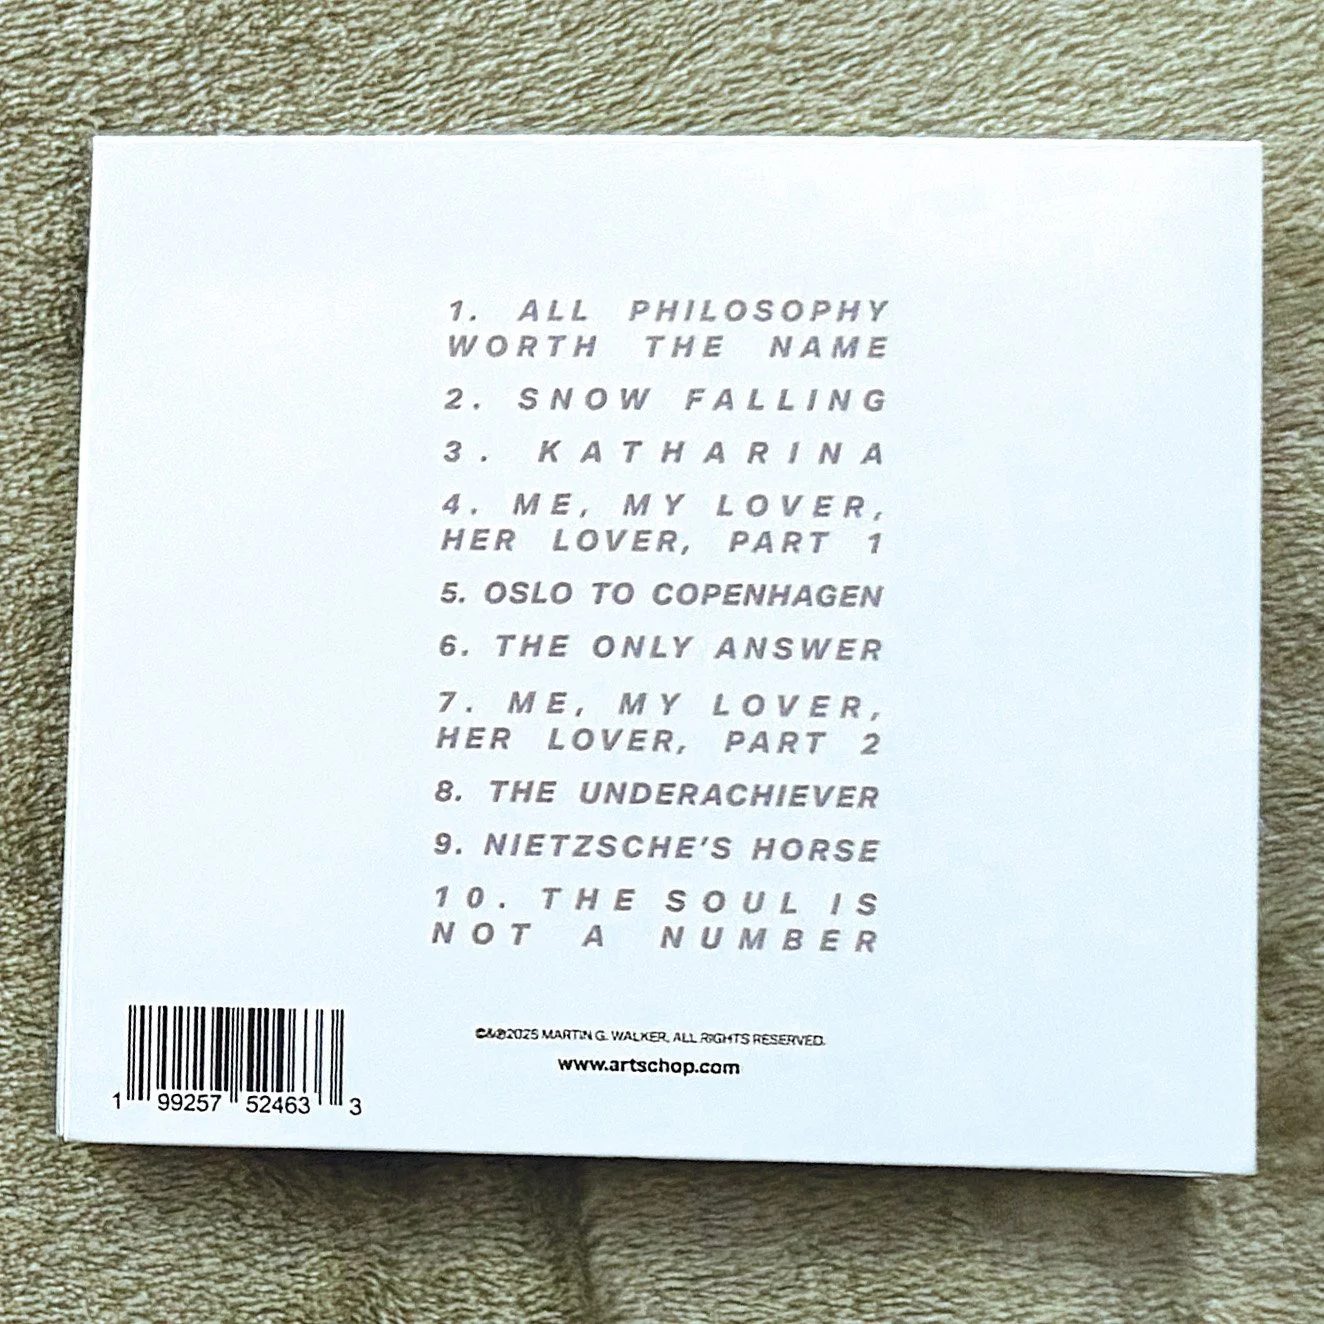 1. ALL PHILOSOPHY
WORTH THE NAME
2. SNOW FALLING
3. KATHARINA
4. ME, MY LOVER,
HER LOVER, PART 1
5. OSLO TO COPENHAGEN
6. THE ONLY ANSWER
7. ME, MY LOVER,
HER LOVER, PART 2
8. THE UNDERACHIEVER
9. NIETZSCHE'S HORSE
10. THE SOUL IS
NOT A NUMBER
©&℗2025 MARTIN G. WALKER. ALL RIGHTS RESERVED.
www.artschop.com
1 99257 52463 3